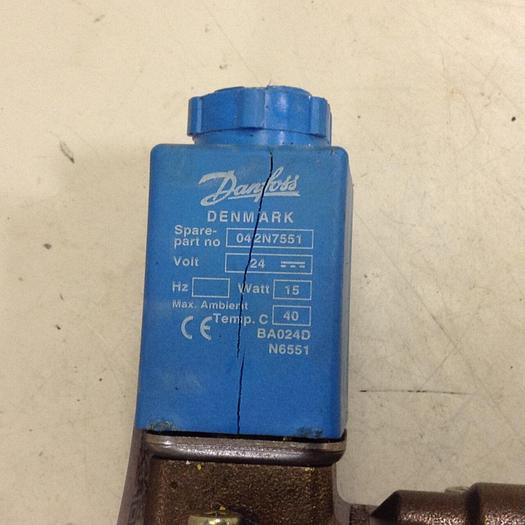 Danfoss
DENMARK
Spare-
part no 042N7551
Volt 24
Hz Watt 15
Max. Ambient
Temp. C 40
CE BA024D
N6551